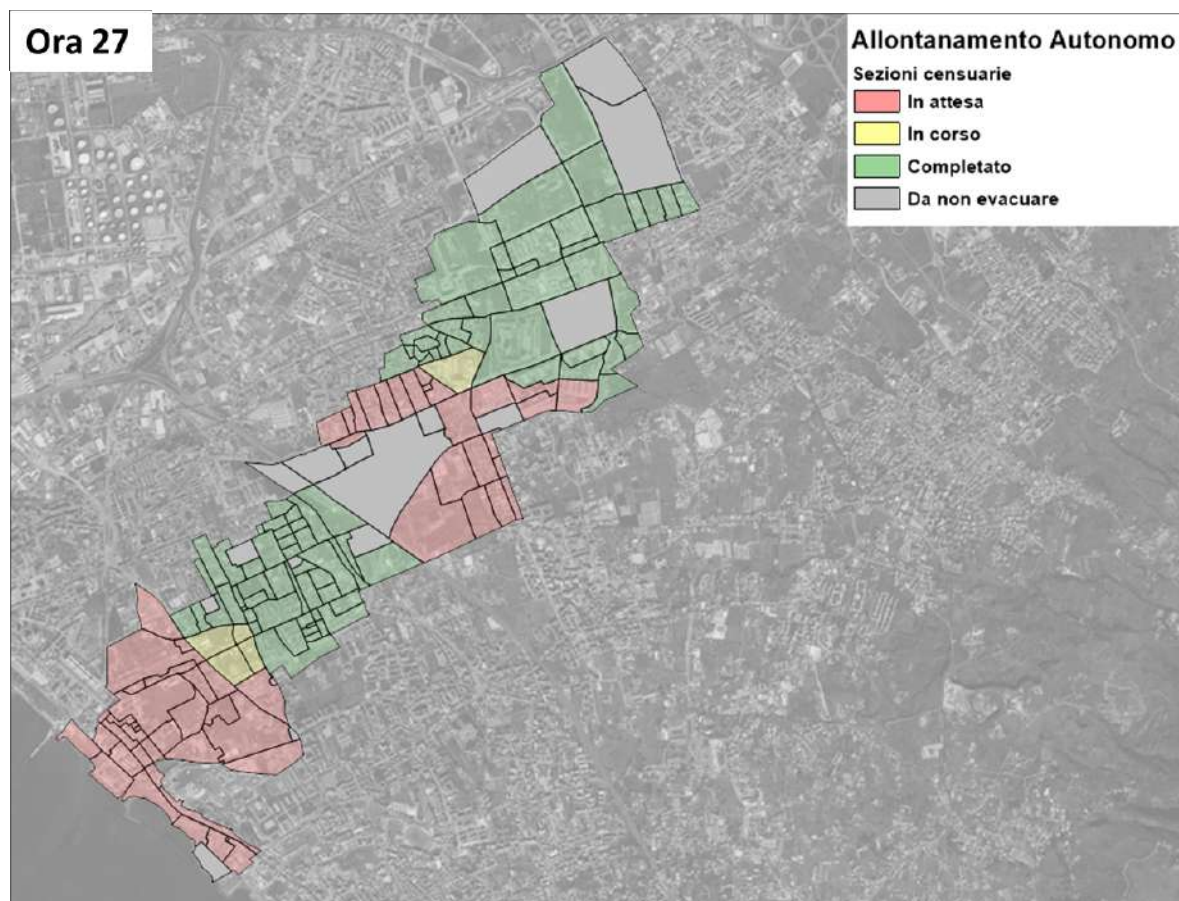 Ora 27
Allontanamento Autonomo
Sezioni censuarie
In attesa
In corso
Completato
Da non evacuare